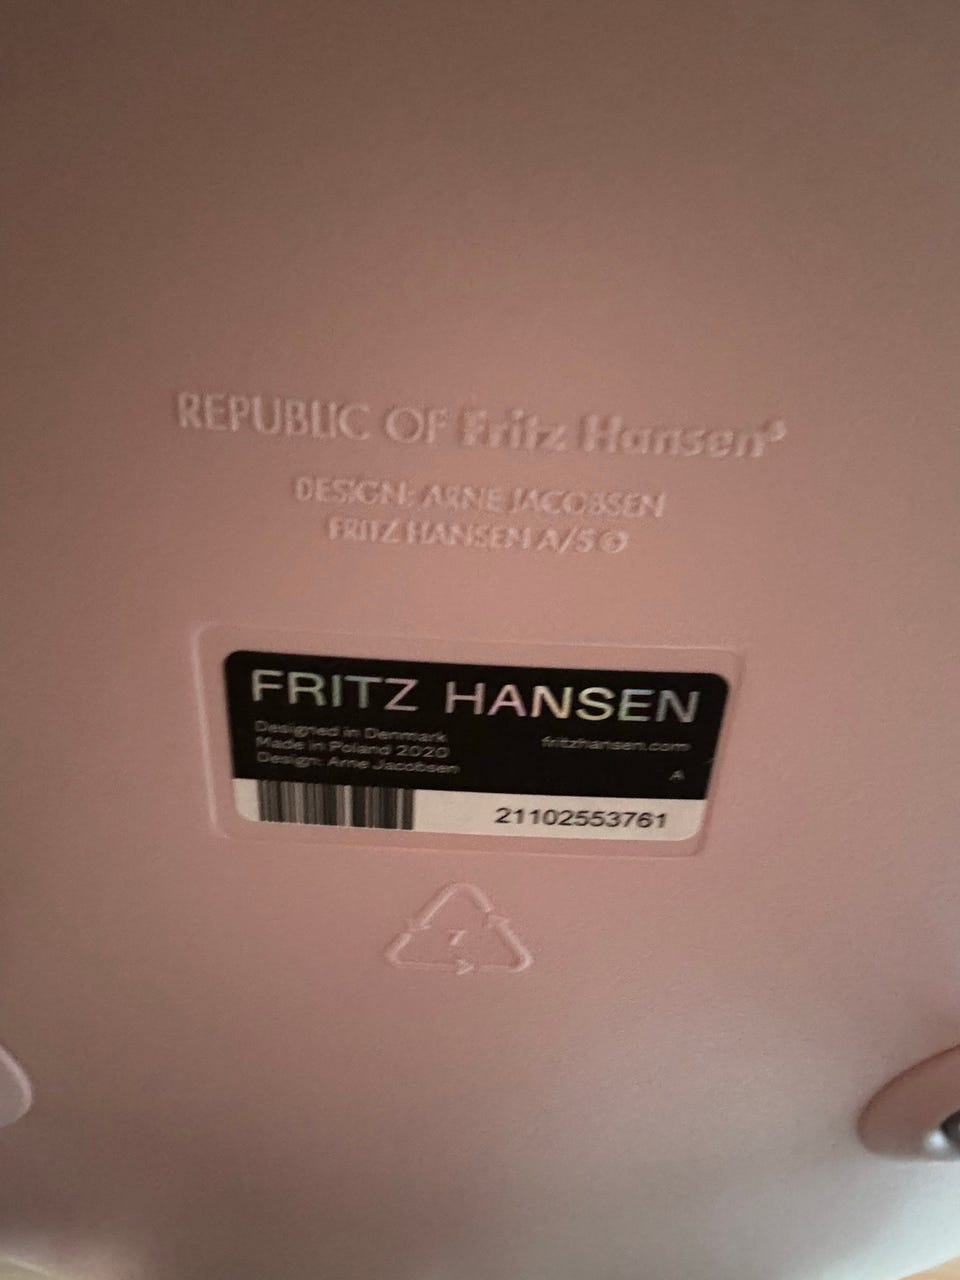 REPUBLIC OF Fritz Hansen®
DESIGN: ARNE JACOBSEN
FRITZ HANSEN A/S ©
FRITZ HANSEN
Designed in Denmark
Made in Poland 2020
Design: Arne Jacobsen
fritzhansen.com
A
21102553761
7